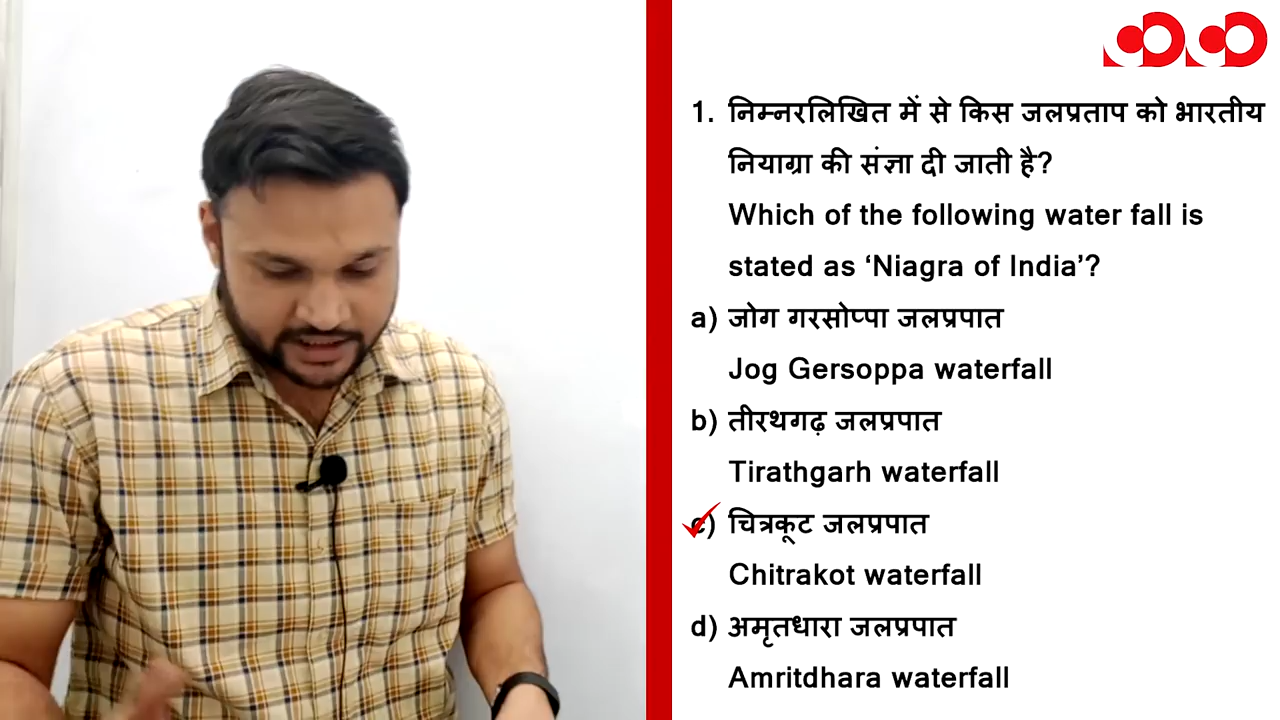 1. निम्नरलिखित में से किस जलप्रताप को भारतीय
नियाग्रा की संज्ञा दी जाती है?
Which of the following water fall is
stated as ‘Niagra of India’?
a) जोग गरसोप्पा जलप्रपात
Jog Gersoppa waterfall
b) तीरथगढ़ जलप्रपात
Tirathgarh waterfall
c) चित्रकूट जलप्रपात
Chitrakot waterfall
d) अमृतधारा जलप्रपात
Amritdhara waterfall